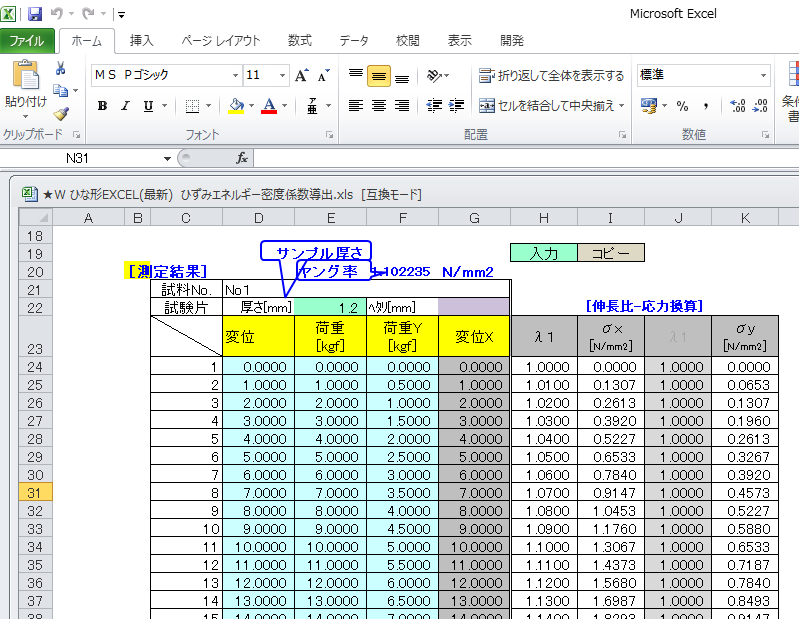 Microsoft Excel
ファイル ホーム 挿入 ページ レイアウト 数式 データ 校閲 表示 開発
貼り付け
ＭＳ Ｐゴシック 11
折り返して全体を表示する
標準
B I U A 亜
セルを結合して中央揃え
% ,
クリップボード フォント 配置 数値
N31 fx
★W ひな形EXCEL(最新) ひずみエネルギー密度係数導出.xls [互換モード]
A B C D E F G H I J K
18
19 サンプル厚さ 入力 コピー
20 [測定結果] ヤング率 1.102235 N/mm2
21 試料No. No1
22 試験片 厚さ[mm] 1.2 ﾍﾀﾘ[mm] [伸長比-応力換算]
23 変位 荷重[kgf] 荷重Y[kgf] 変位X λ1 σx[N/mm2] λ1 σy[N/mm2]
24 1 0.0000 0.0000 0.0000 0.0000 1.0000 0.0000 1.0000 0.0000
25 2 1.0000 1.0000 0.5000 1.0000 1.0100 0.1307 1.0000 0.0653
26 3 2.0000 2.0000 1.0000 2.0000 1.0200 0.2613 1.0000 0.1307
27 4 3.0000 3.0000 1.5000 3.0000 1.0300 0.3920 1.0000 0.1960
28 5 4.0000 4.0000 2.0000 4.0000 1.0400 0.5227 1.0000 0.2613
29 6 5.0000 5.0000 2.5000 5.0000 1.0500 0.6533 1.0000 0.3267
30 7 6.0000 6.0000 3.0000 6.0000 1.0600 0.7840 1.0000 0.3920
31 8 7.0000 7.0000 3.5000 7.0000 1.0700 0.9147 1.0000 0.4573
32 9 8.0000 8.0000 4.0000 8.0000 1.0800 1.0453 1.0000 0.5227
33 10 9.0000 9.0000 4.5000 9.0000 1.0900 1.1760 1.0000 0.5880
34 11 10.0000 10.0000 5.0000 10.0000 1.1000 1.3067 1.0000 0.6533
35 12 11.0000 11.0000 5.5000 11.0000 1.1100 1.4373 1.0000 0.7187
36 13 12.0000 12.0000 6.0000 12.0000 1.1200 1.5680 1.0000 0.7840
37 14 13.0000 13.0000 6.5000 13.0000 1.1300 1.6987 1.0000 0.8493